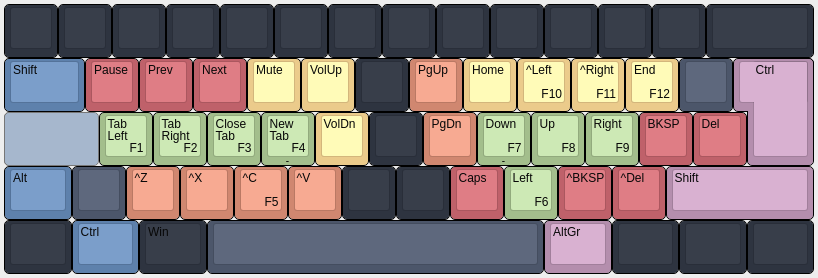 Shift Pause Prev Next Mute VolUp PgUp Home ^Left F10 ^Right F11 End F12 Ctrl
Tab Left F1 Tab Right F2 Close Tab F3 New Tab F4 - VolDn PgDn Down F7 - Up F8 Right F9 BKSP Del
Alt ^Z ^X ^C F5 ^V Caps Left F6 ^BKSP ^Del Shift
Ctrl Win AltGr